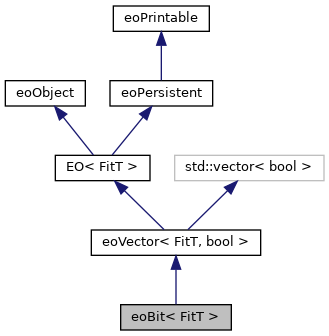 eoPrintable
eoObject
eoPersistent
EO< FitT >
std::vector< bool >
eoVector< FitT, bool >
eoBit< FitT >